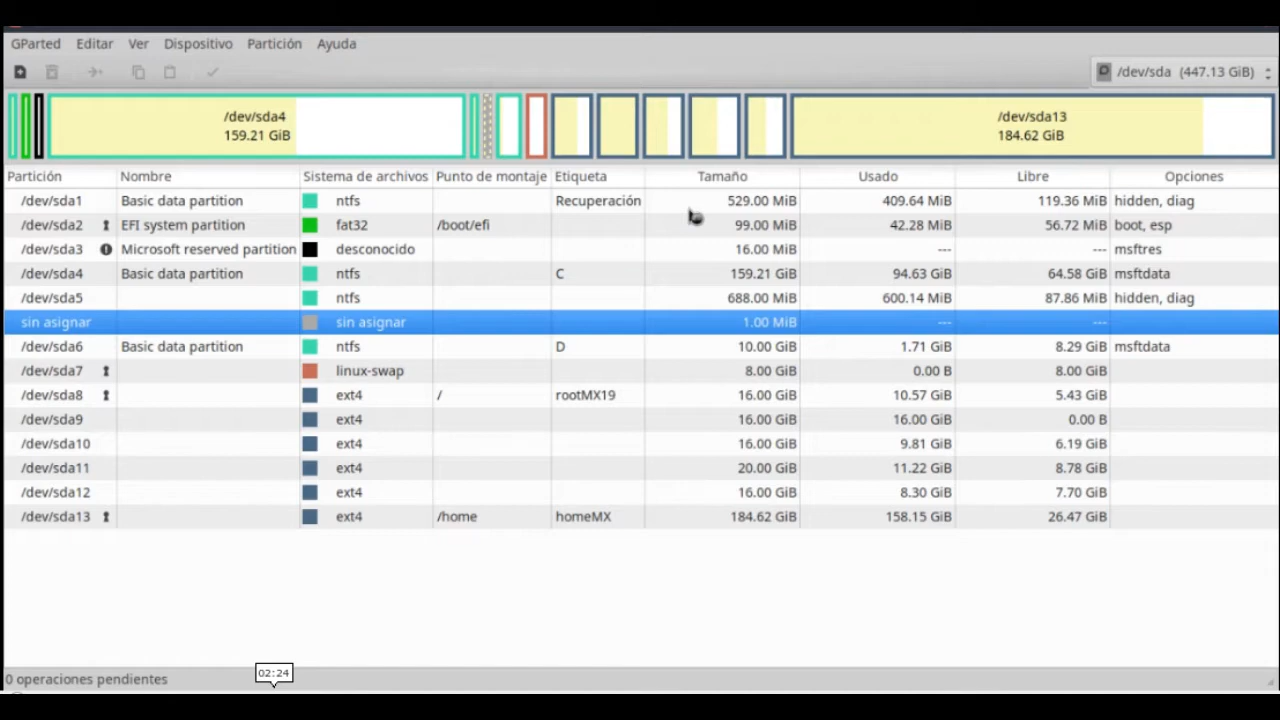 GParted Editar Ver Dispositivo Partición Ayuda
/dev/sda (447.13 GiB)
/dev/sda4
159.21 GiB
/dev/sda13
184.62 GiB
Partición Nombre Sistema de archivos Punto de montaje Etiqueta Tamaño Usado Libre Opciones
/dev/sda1 Basic data partition ntfs Recuperación 529.00 MiB 409.64 MiB 119.36 MiB hidden, diag
/dev/sda2 EFI system partition fat32 /boot/efi 99.00 MiB 42.28 MiB 56.72 MiB boot, esp
/dev/sda3 Microsoft reserved partition desconocido 16.00 MiB --- --- msftres
/dev/sda4 Basic data partition ntfs C 159.21 GiB 94.63 GiB 64.58 GiB msftdata
/dev/sda5 ntfs 688.00 MiB 600.14 MiB 87.86 MiB hidden, diag
sin asignar sin asignar 1.00 MiB --- ---
/dev/sda6 Basic data partition ntfs D 10.00 GiB 1.71 GiB 8.29 GiB msftdata
/dev/sda7 linux-swap 8.00 GiB 0.00 B 8.00 GiB
/dev/sda8 ext4 / rootMX19 16.00 GiB 10.57 GiB 5.43 GiB
/dev/sda9 ext4 16.00 GiB 16.00 GiB 0.00 B
/dev/sda10 ext4 16.00 GiB 9.81 GiB 6.19 GiB
/dev/sda11 ext4 20.00 GiB 11.22 GiB 8.78 GiB
/dev/sda12 ext4 16.00 GiB 8.30 GiB 7.70 GiB
/dev/sda13 ext4 /home homeMX 184.62 GiB 158.15 GiB 26.47 GiB
02:24
0 operaciones pendientes